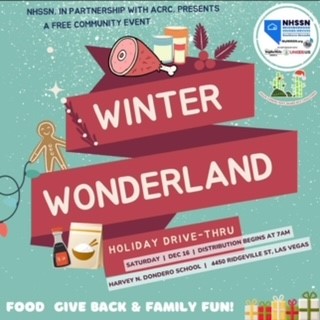 NHSSN, IN PARTNERSHIP WITH ACRC, PRESENTS
A FREE COMMUNITY EVENT
NHSSN
WINTER
WONDERLAND
HOLIDAY DRIVE-THRU
SATURDAY | DEC 16 | DISTRIBUTION BEGINS AT 7AM
HARVEY N. DONDERO SCHOOL | 4450 RIDGEVILLE ST, LAS VEGAS
FOOD GIVE BACK & FAMILY FUN!